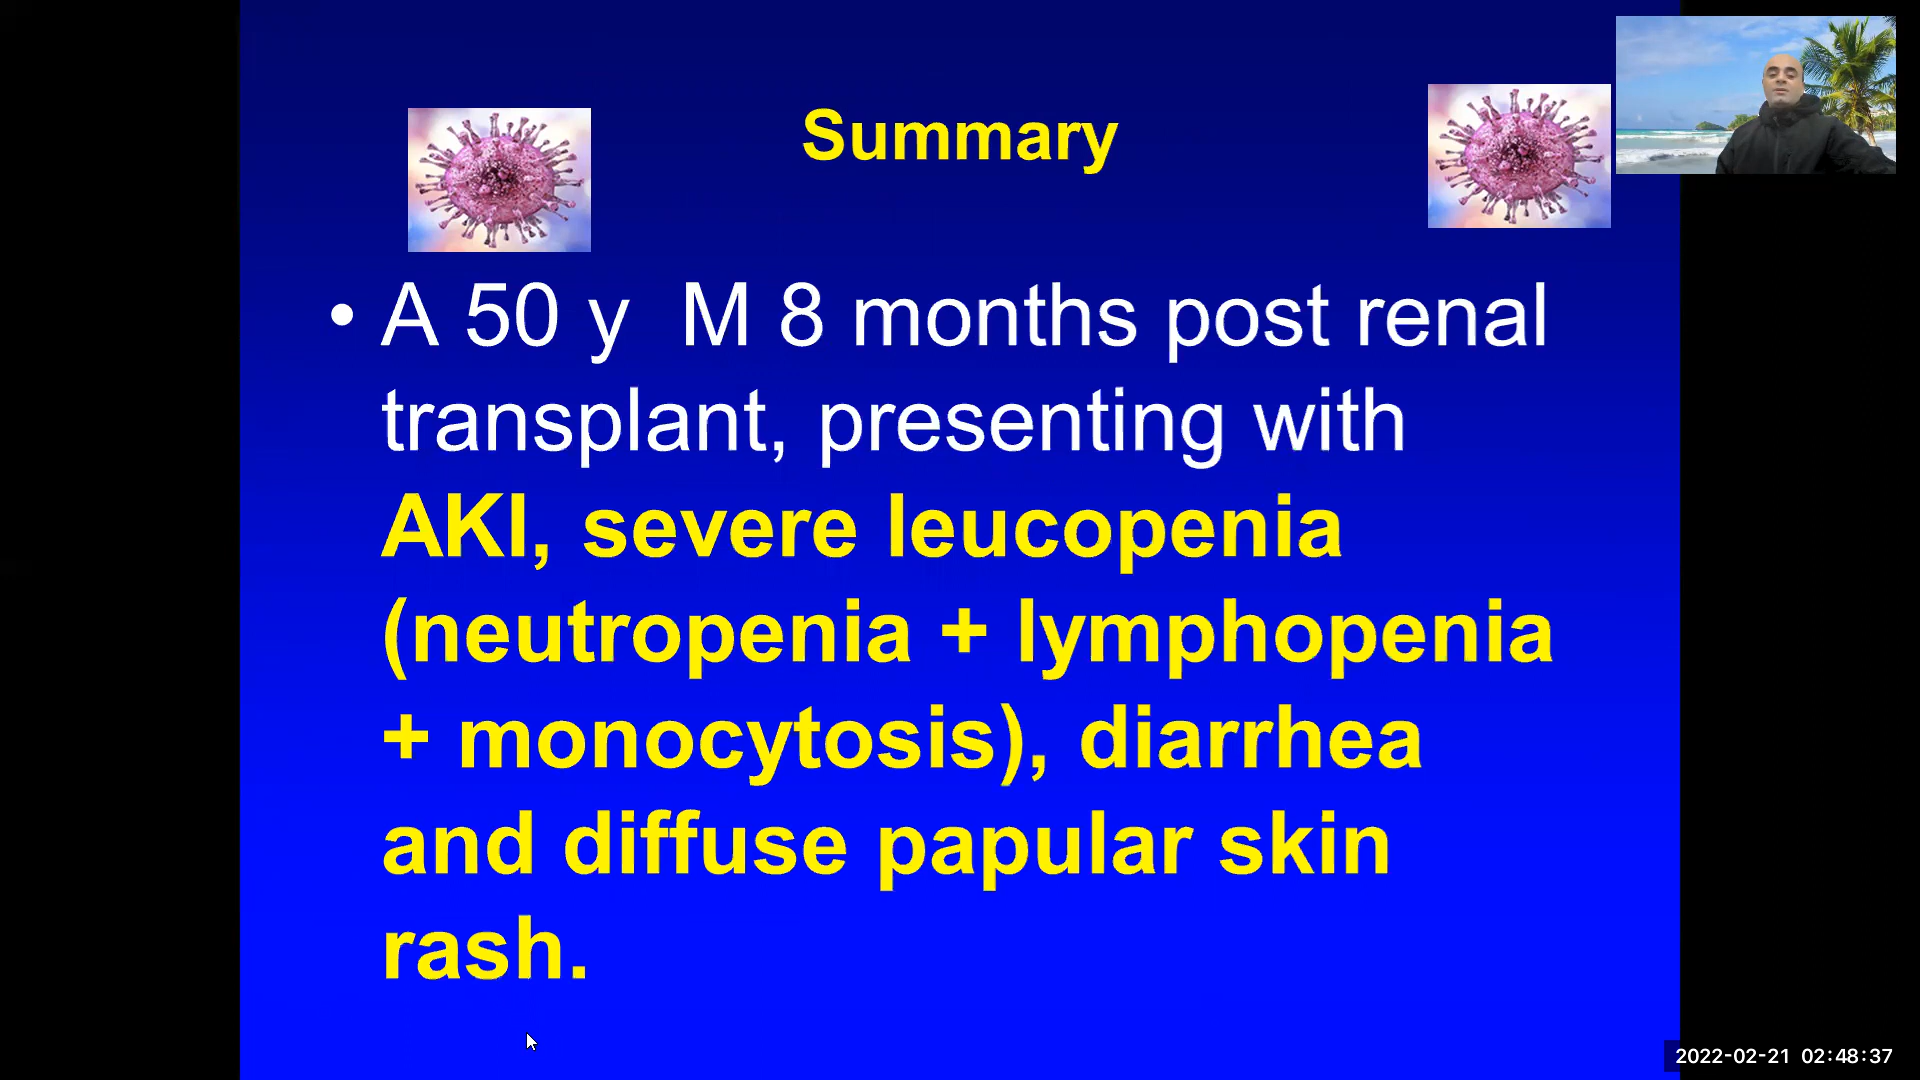 Summary
• A 50 y  M 8 months post renal
transplant, presenting with
AKI, severe leucopenia
(neutropenia + lymphopenia
+ monocytosis), diarrhea
and diffuse papular skin
rash.
2022-02-21 02:48:37